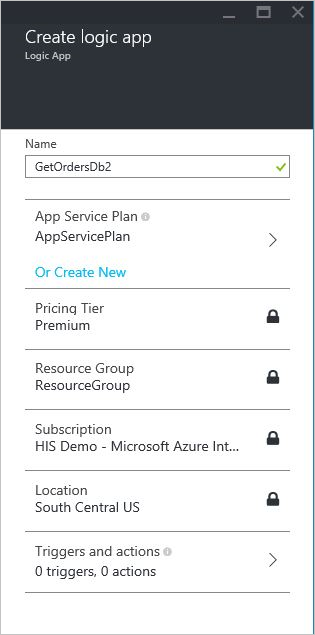 Create logic app
Logic App
Name
GetOrdersDb2
App Service Plan
AppServicePlan
Or Create New
Pricing Tier
Premium
Resource Group
ResourceGroup
Subscription
HIS Demo - Microsoft Azure Int...
Location
South Central US
Triggers and actions
0 triggers, 0 actions